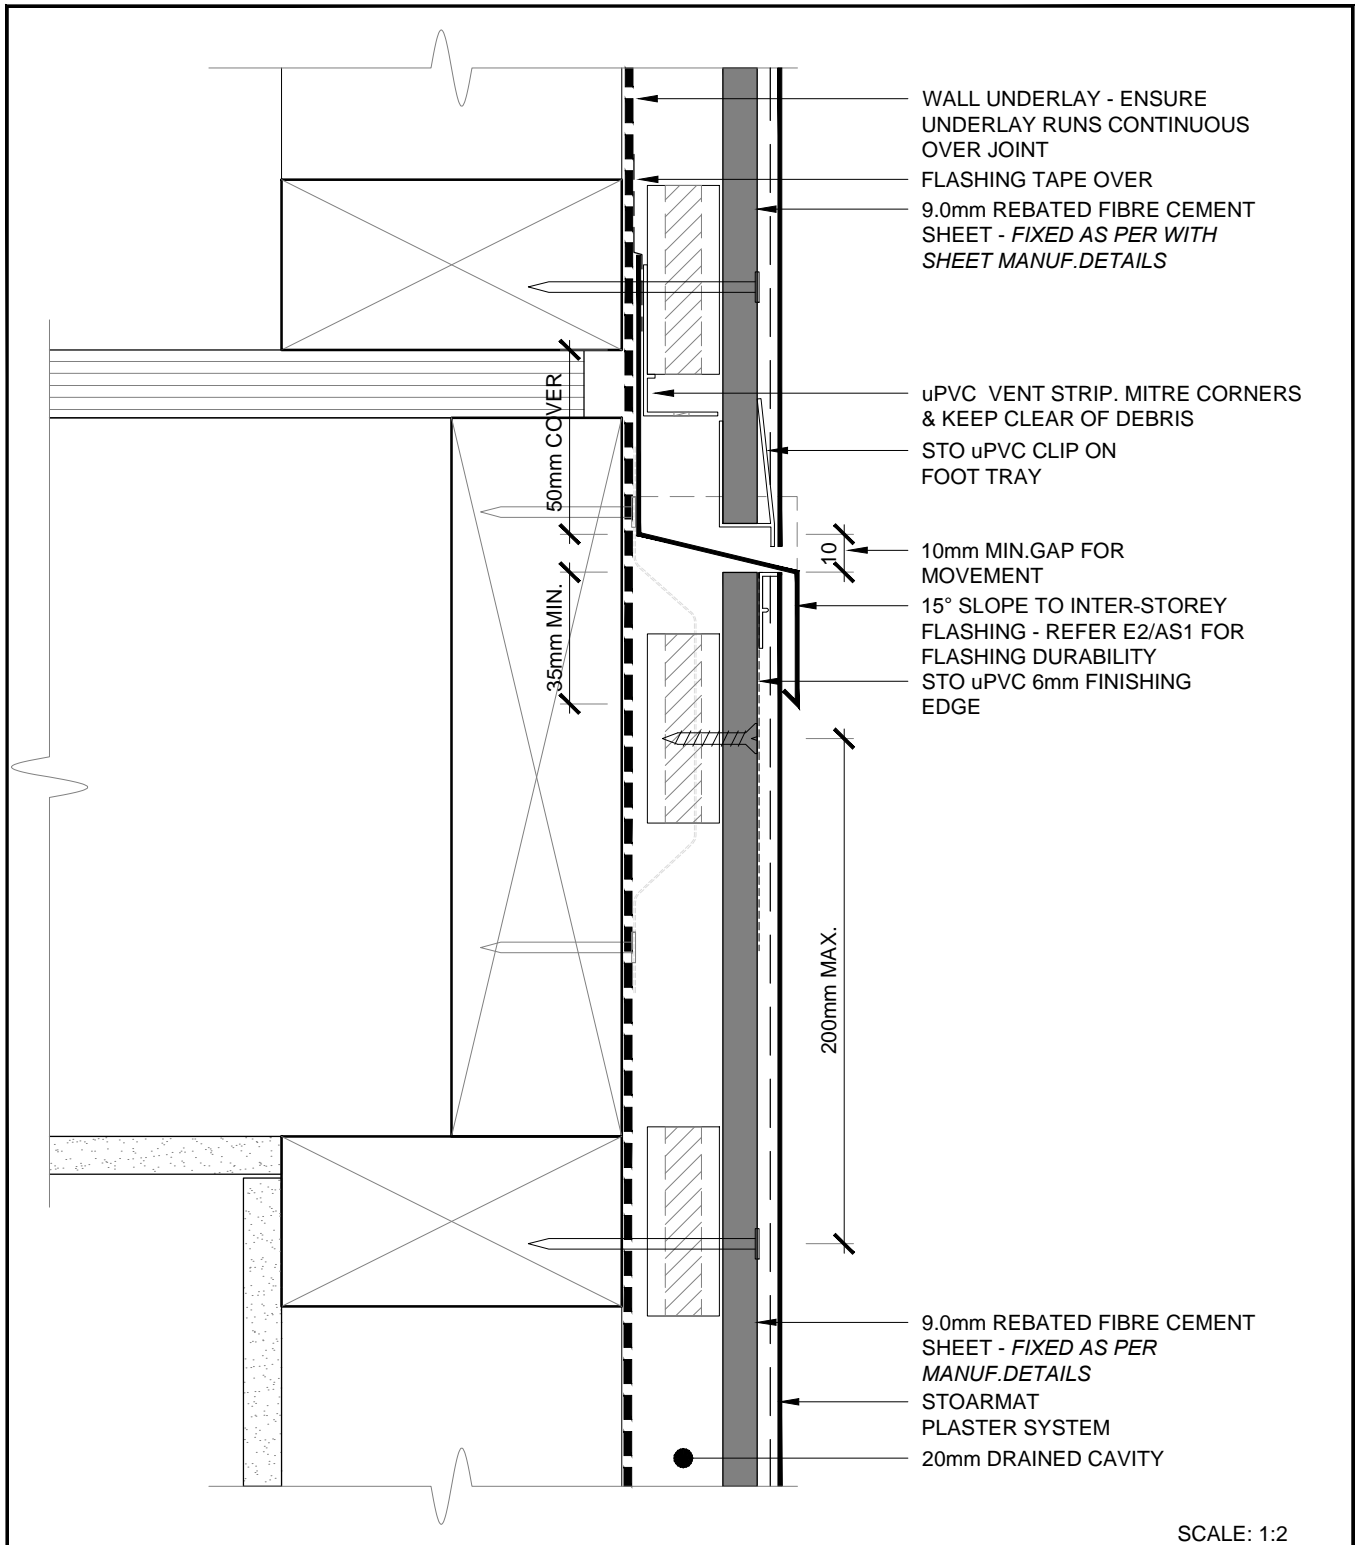 WALL UNDERLAY - ENSURE
UNDERLAY RUNS CONTINUOUS
OVER JOINT
FLASHING TAPE OVER
9.0mm REBATED FIBRE CEMENT
SHEET - FIXED AS PER WITH
SHEET MANUF.DETAILS
uPVC VENT STRIP. MITRE CORNERS
& KEEP CLEAR OF DEBRIS
STO uPVC CLIP ON
FOOT TRAY
50mm COVER
10
10mm MIN.GAP FOR
MOVEMENT
35mm MIN.
15° SLOPE TO INTER-STOREY
FLASHING - REFER E2/AS1 FOR
FLASHING DURABILITY
STO uPVC 6mm FINISHING
EDGE
200mm MAX.
9.0mm REBATED FIBRE CEMENT
SHEET - FIXED AS PER
MANUF.DETAILS
STOARMAT
PLASTER SYSTEM
20mm DRAINED CAVITY
SCALE: 1:2